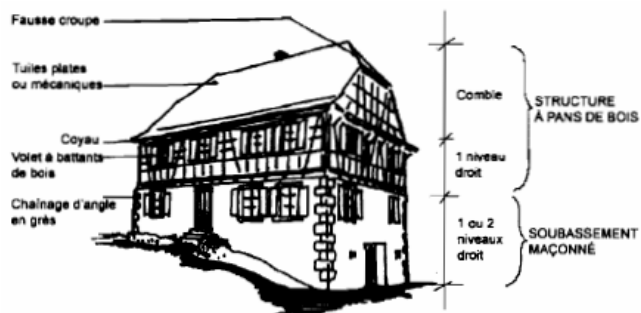 Fausse croupe
Tuiles plates
ou mécaniques
Coyau
Volet à battants
de bois
Chaînage d'angle
en grès
Comble
1 niveau
droit
1 ou 2
niveaux
droit
STRUCTURE
À PANS DE BOIS
SOUBASSEMENT
MAÇONNÉ